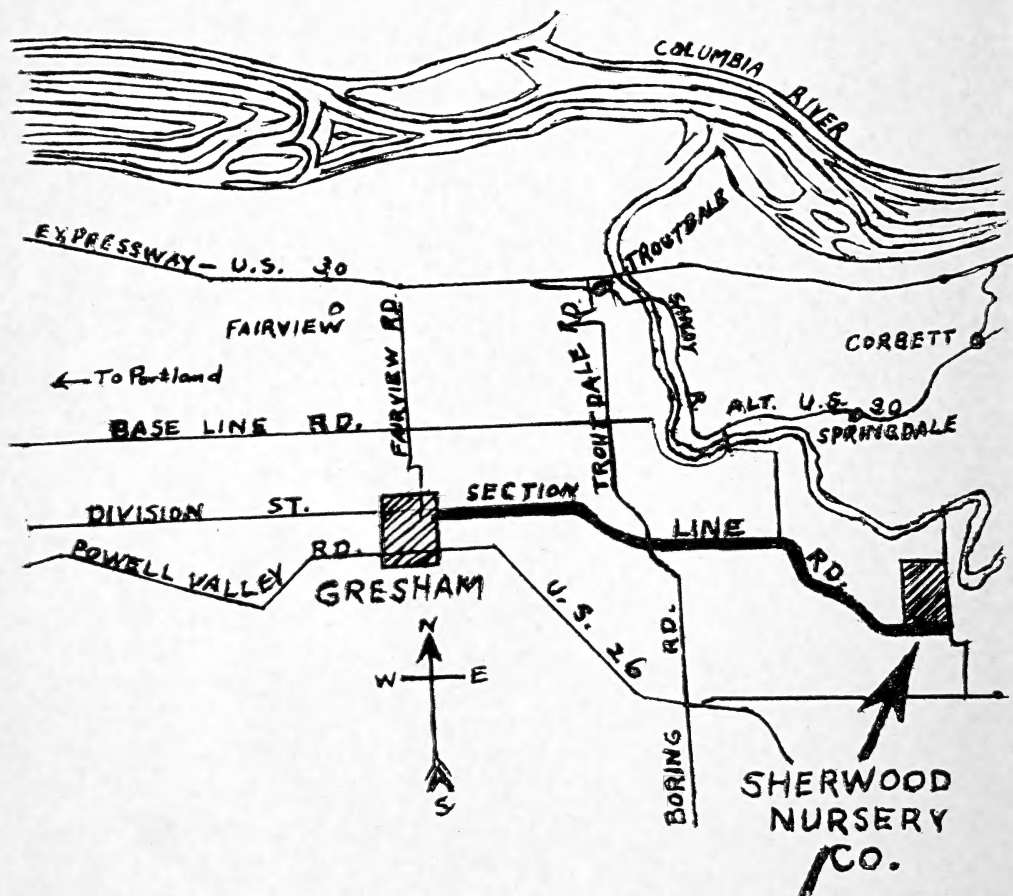 COLUMBIA RIVER
EXPRESSWAY - U.S. 30
TROUTDALE
FAIRVIEW
FAIRVIEW RD.
TROUTDALE RD.
SANDY R.
CORBETT
← To Portland
ALT. U.S. 30
SPRINGDALE
BASE LINE RD.
SECTION LINE RD.
DIVISION ST.
POWELL VALLEY RD.
GRESHAM
U.S. 26
BORING RD.
N
W E
S
SHERWOOD
NURSERY
CO.